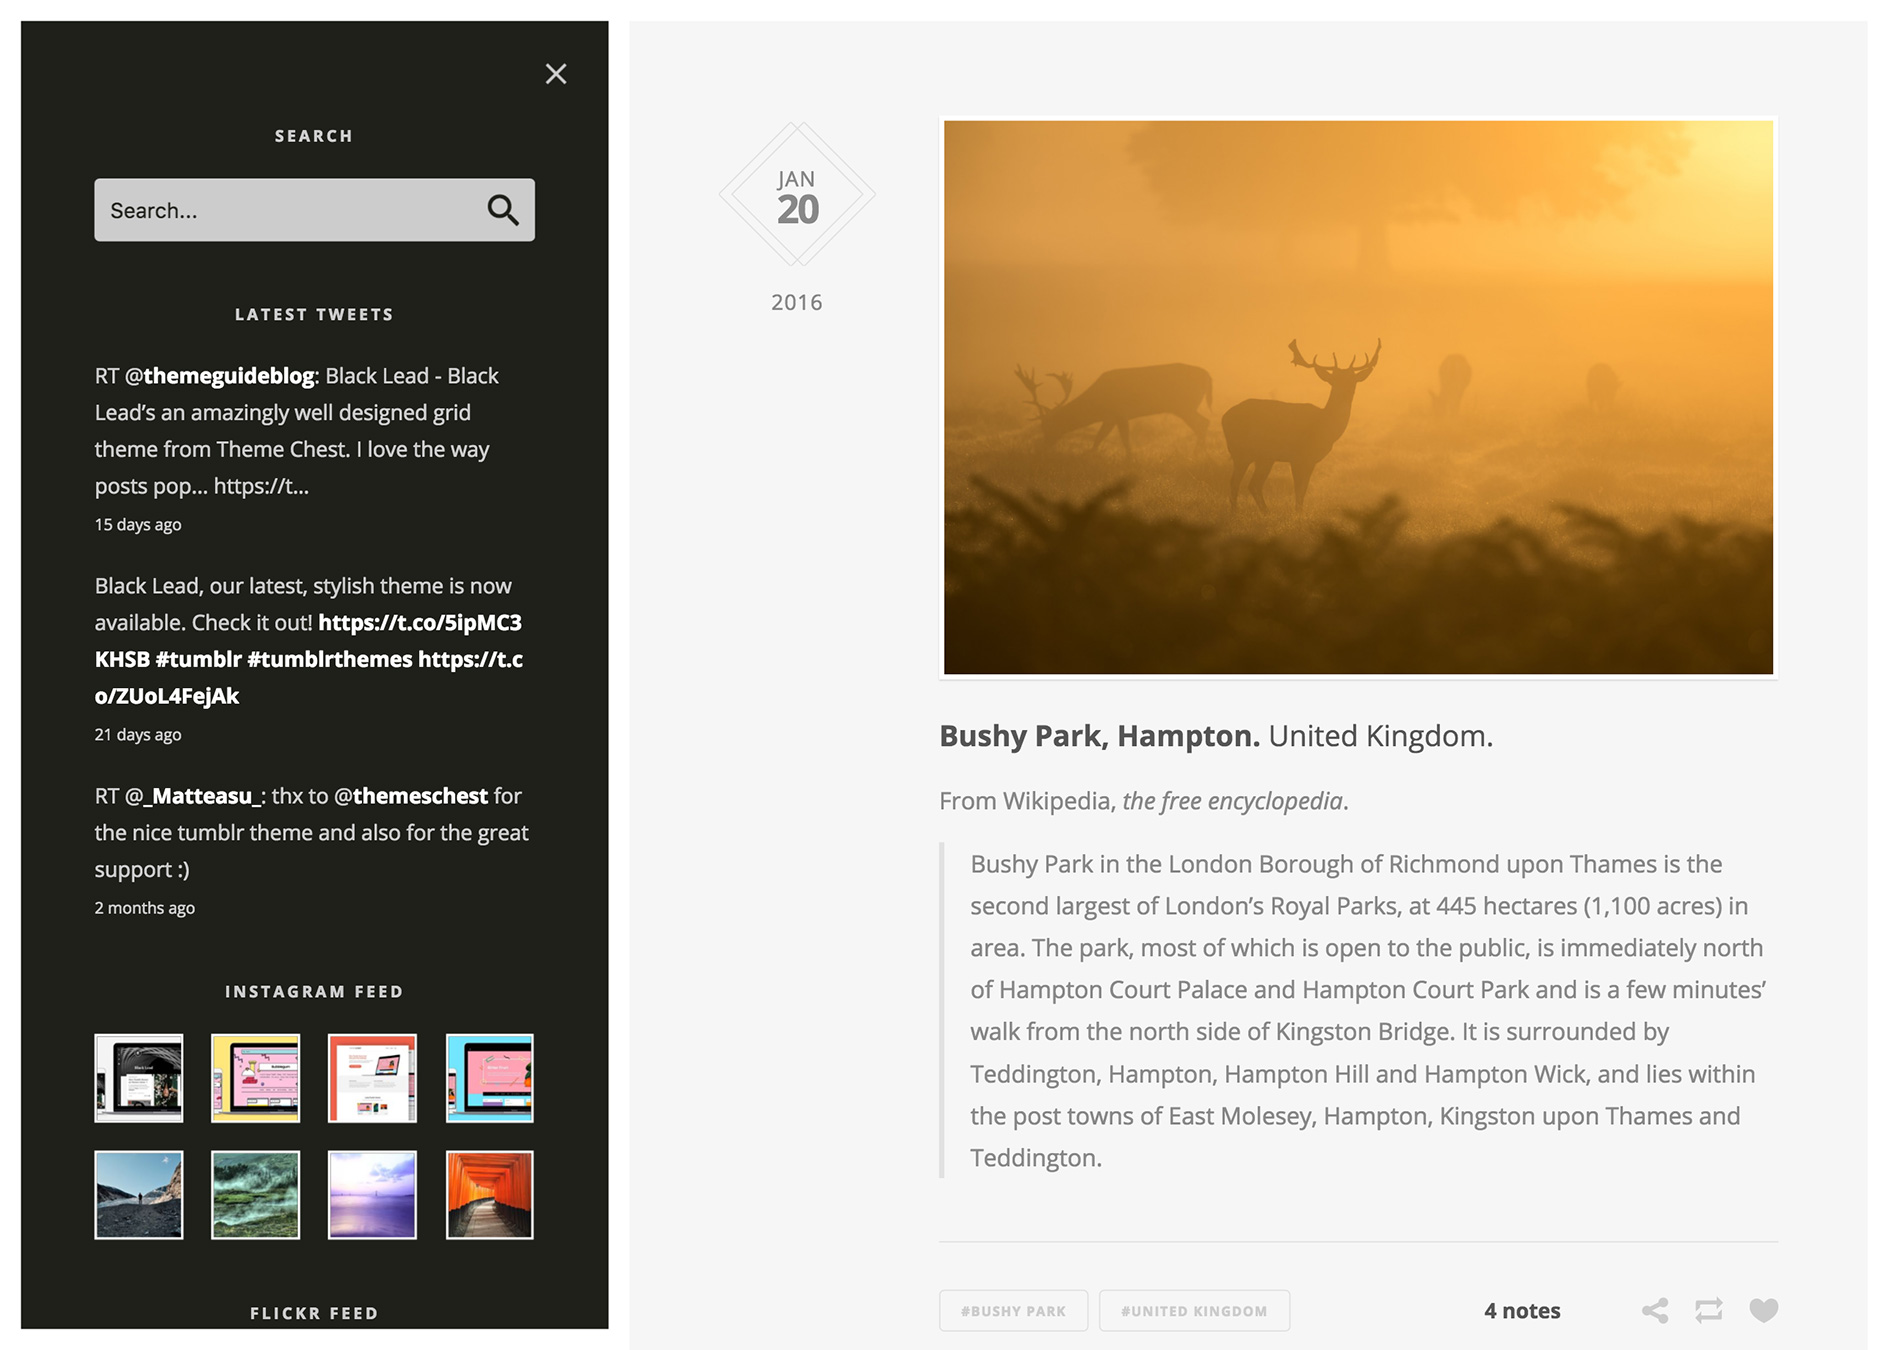 SEARCH
Search...
LATEST TWEETS
RT @themeguideblog: Black Lead - Black
Lead’s an amazingly well designed grid
theme from Theme Chest. I love the way
posts pop... https://t...
15 days ago
Black Lead, our latest, stylish theme is now
available. Check it out! https://t.co/5ipMC3
KHSB #tumblr #tumblrthemes https://t.c
o/ZUoL4FejAk
21 days ago
RT @_Matteasu_: thx to @themeschest for
the nice tumblr theme and also for the great
support :)
2 months ago
INSTAGRAM FEED
Black Lead
FLICKR FEED
JAN
20
2016
Bushy Park, Hampton. United Kingdom.
From Wikipedia, the free encyclopedia.
Bushy Park in the London Borough of Richmond upon Thames is the
second largest of London’s Royal Parks, at 445 hectares (1,100 acres) in
area. The park, most of which is open to the public, is immediately north
of Hampton Court Palace and Hampton Court Park and is a few minutes’
walk from the north side of Kingston Bridge. It is surrounded by
Teddington, Hampton, Hampton Hill and Hampton Wick, and lies within
the post towns of East Molesey, Hampton, Kingston upon Thames and
Teddington.
#BUSHY PARK
#UNITED KINGDOM
4 notes